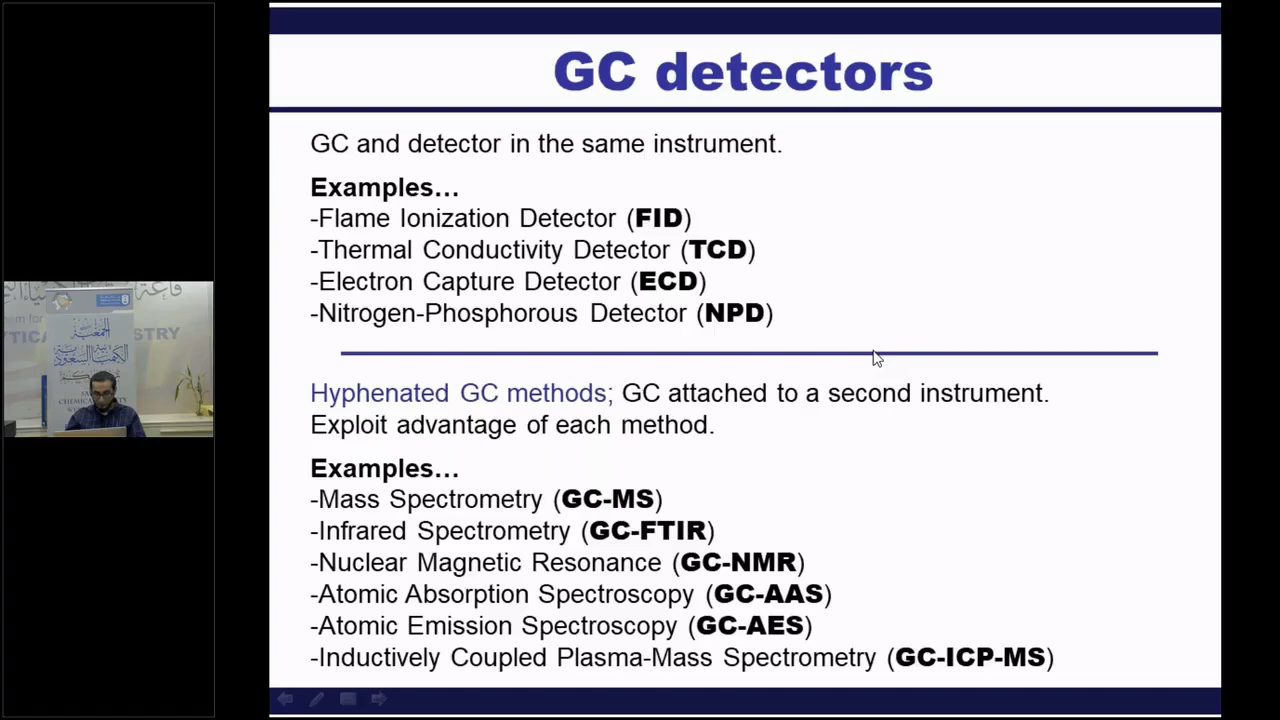 GC detectors
GC and detector in the same instrument.
Examples…
-Flame Ionization Detector (FID)
-Thermal Conductivity Detector (TCD)
-Electron Capture Detector (ECD)
-Nitrogen-Phosphorous Detector (NPD)
Hyphenated GC methods; GC attached to a second instrument.
Exploit advantage of each method.
Examples…
-Mass Spectrometry (GC-MS)
-Infrared Spectrometry (GC-FTIR)
-Nuclear Magnetic Resonance (GC-NMR)
-Atomic Absorption Spectroscopy (GC-AAS)
-Atomic Emission Spectroscopy (GC-AES)
-Inductively Coupled Plasma-Mass Spectrometry (GC-ICP-MS)
الجمعية
الكيميائية السعودية